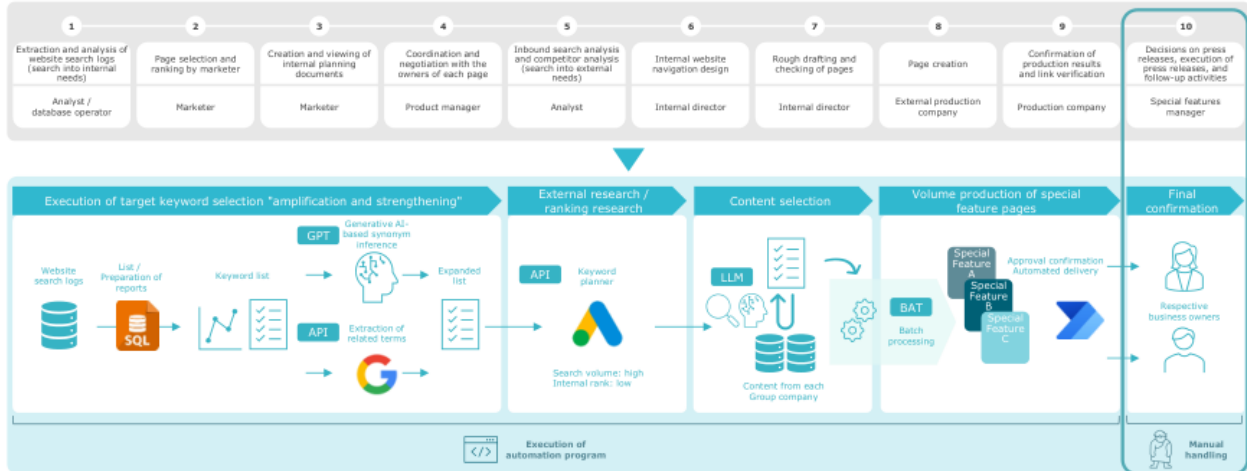 1
2
3
4
5
6
7
8
9
10
Extraction and analysis of
website search logs
(search into internal
needs)
Page selection and
ranking by marketer
Creation and viewing of
internal planning
documents
Coordination and
negotiation with the
owners of each page
Inbound search analysis
and competitor analysis
(search into external
needs)
Internal website
navigation design
Rough drafting and
checking of pages
Page creation
Confirmation of
production results
and link verification
Decisions on press
releases, execution of
press releases, and
follow-up activities
Analyst /
database operator
Marketer
Marketer
Product manager
Analyst
Internal director
Internal director
External production
company
Production company
Special features
manager
Execution of target keyword selection "amplification and strengthening"
External research /
ranking research
Content selection
Volume production of special
feature pages
Final
confirmation
Website
search logs
List /
Preparation of
reports
SQL
Keyword list
GPT
Generative AI-
based synonym
inference
API
Extraction of
related terms
Expanded
list
API
Keyword
planner
Search volume: high
Internal rank: low
LLM
Content from each
Group company
BAT
Batch
processing
Special
Feature
A
Special
Feature
B
Special
Feature
C
Approval confirmation
Automated delivery
Respective
business owners
Execution of
automation program
Manual
handling